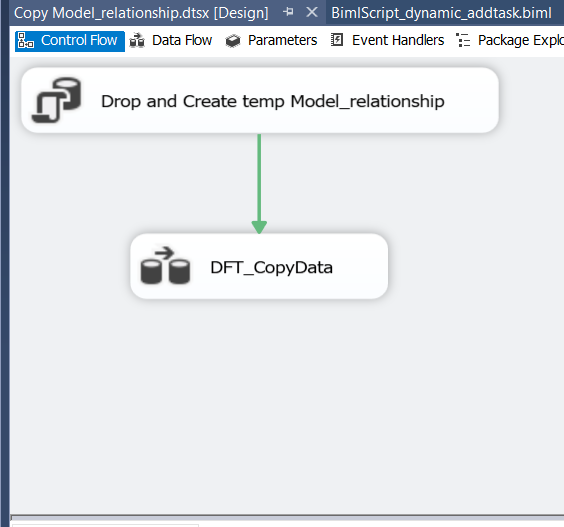 Copy Model_relationship.dtsx [Design]
BimlScript_dynamic_addtask.biml
Control Flow
Data Flow
Parameters
Event Handlers
Package Explo
Drop and Create temp Model_relationship
DFT_CopyData